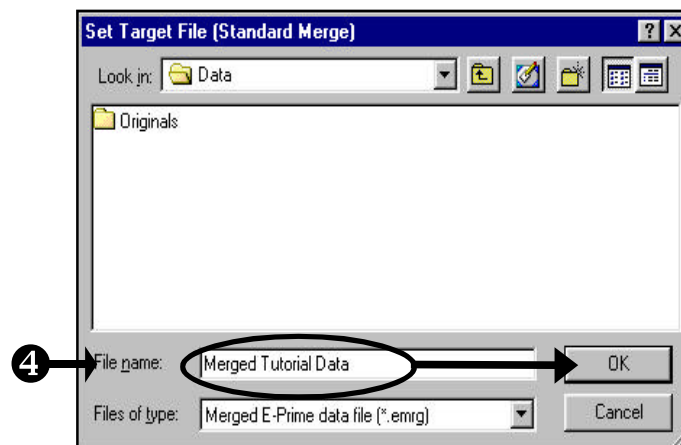 Set Target File (Standard Merge)
Look in: Data
Originals
4 File name: Merged Tutorial Data OK
Files of type: Merged E-Prime data file (*.emrg) Cancel